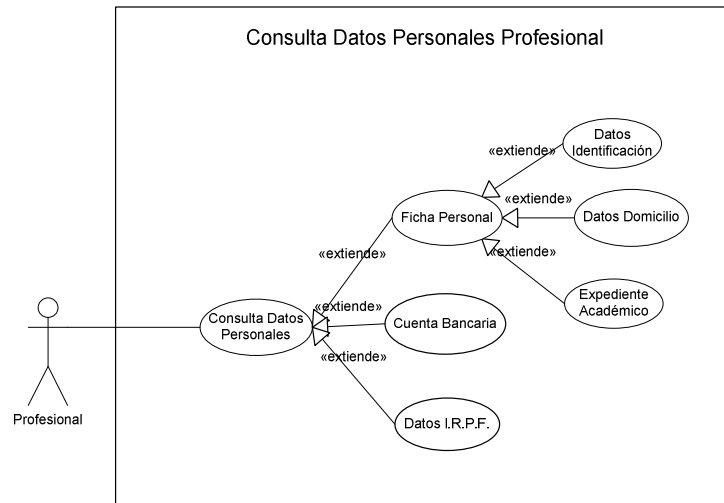 Consulta Datos Personales Profesional
Datos
Identificación
«extiende»
«extiende»
Ficha Personal
Datos Domicilio
«extiende»
«extiende»
Expediente
Académico
«extiende»
Consulta Datos
Personales
Cuenta Bancaria
«extiende»
Profesional
Datos I.R.P.F.